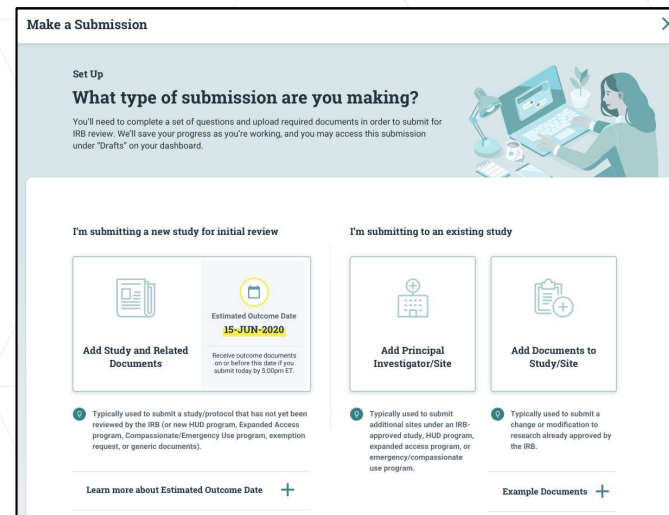 Make a Submission
Set Up
What type of submission are you making?
You'll need to complete a set of questions and upload required documents in order to submit for
IRB review. We'll save your progress as you're working, and you may access this submission
under "Drafts" on your dashboard.
I'm submitting a new study for initial review
Add Study and Related
Documents
Estimated Outcome Date
15-JUN-2020
Receive outcome documents
on or before this date if you
submit today by 5:00pm ET.
Typically used to submit a study/protocol that has not yet been
reviewed by the IRB (or new HUD program, Expanded Access
program, Compassionate/Emergency Use program, exemption
request, or generic documents).
Learn more about Estimated Outcome Date
I'm submitting to an existing study
Add Principal
Investigator/Site
Typically used to submit
additional sites under an IRB-
approved study, HUD program,
expanded access program, or
emergency/compassionate
use program.
Add Documents to
Study/Site
Typically used to submit a
change or modification to
research already approved by
the IRB.
Example Documents